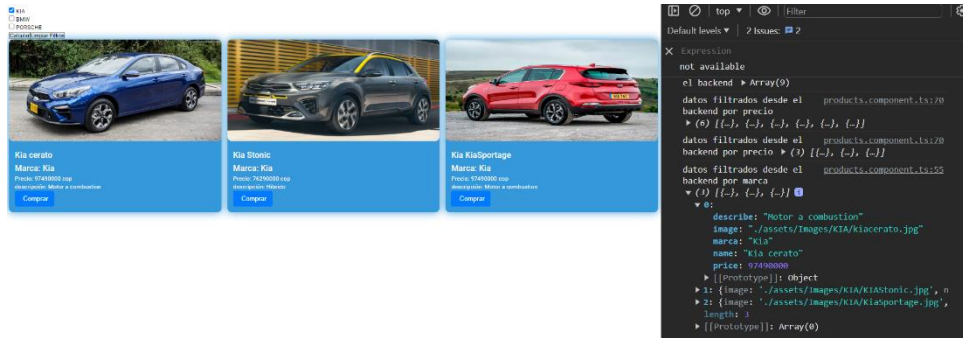 KIA
BMW
PORSCHE
Limpiar Filtros
Kia cerato
Marca: Kia
Precio: 97490000 cop
descripción: Motor a combustion
Comprar
Kia Stonic
Marca: Kia
Precio: 76290000 cop
descripción: Híbrido
Comprar
Kia KiaSportage
Marca: Kia
Precio: 97490000 cop
descripción: Motor a combustion
Comprar
top
Filter
Default levels
2 Issues: 2
Expression
not available
el backend Array(9)
datos filtrados desde el products.component.ts:70
backend por precio
(6) [{…}, {…}, {…}, {…}, {…}, {…}]
datos filtrados desde el products.component.ts:70
backend por precio (3) [{…}, {…}, {…}]
datos filtrados desde el products.component.ts:55
backend por marca
(3) [{…}, {…}, {…}]
0:
describe: "Motor a combustion"
image: "./assets/Images/KIA/kiacerato.jpg"
marca: "Kia"
name: "Kia cerato"
price: 97490000
[[Prototype]]: Object
1: {image: './assets/Images/KIA/KIAStonic.jpg', n
2: {image: './assets/Images/KIA/KiaSportage.jpg',
length: 3
[[Prototype]]: Array(0)